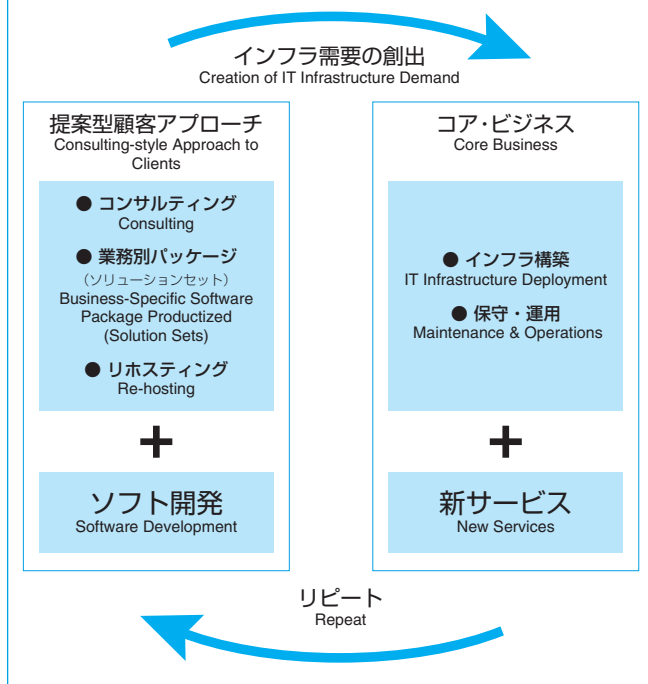 インフラ需要の創出
Creation of IT Infrastructure Demand
提案型顧客アプローチ
Consulting-style Approach to
Clients
● コンサルティング
Consulting
● 業務別パッケージ
（ソリューションセット）
Business-Specific Software
Package Productized
(Solution Sets)
● リホスティング
Re-hosting
+
ソフト開発
Software Development
コア・ビジネス
Core Business
● インフラ構築
IT Infrastructure Deployment
● 保守・運用
Maintenance & Operations
+
新サービス
New Services
リピート
Repeat